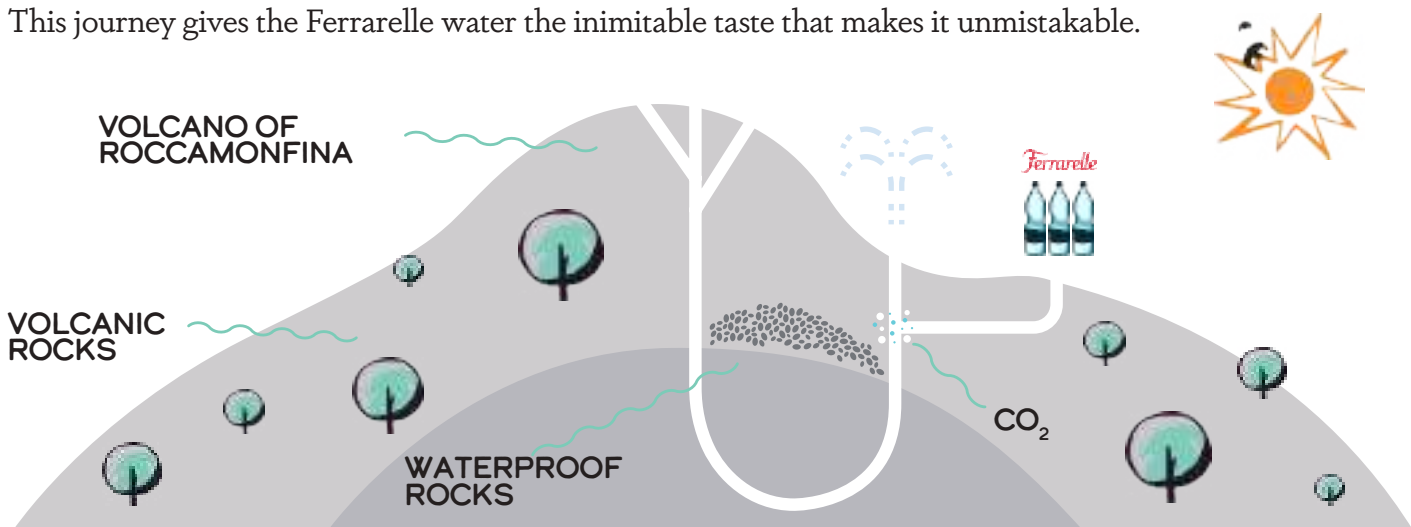 This journey gives the Ferrarelle water the inimitable taste that makes it unmistakable.
VOLCANO OF
ROCCAMONFINA
Ferrarelle
VOLCANIC
ROCKS
CO₂
WATERPROOF
ROCKS